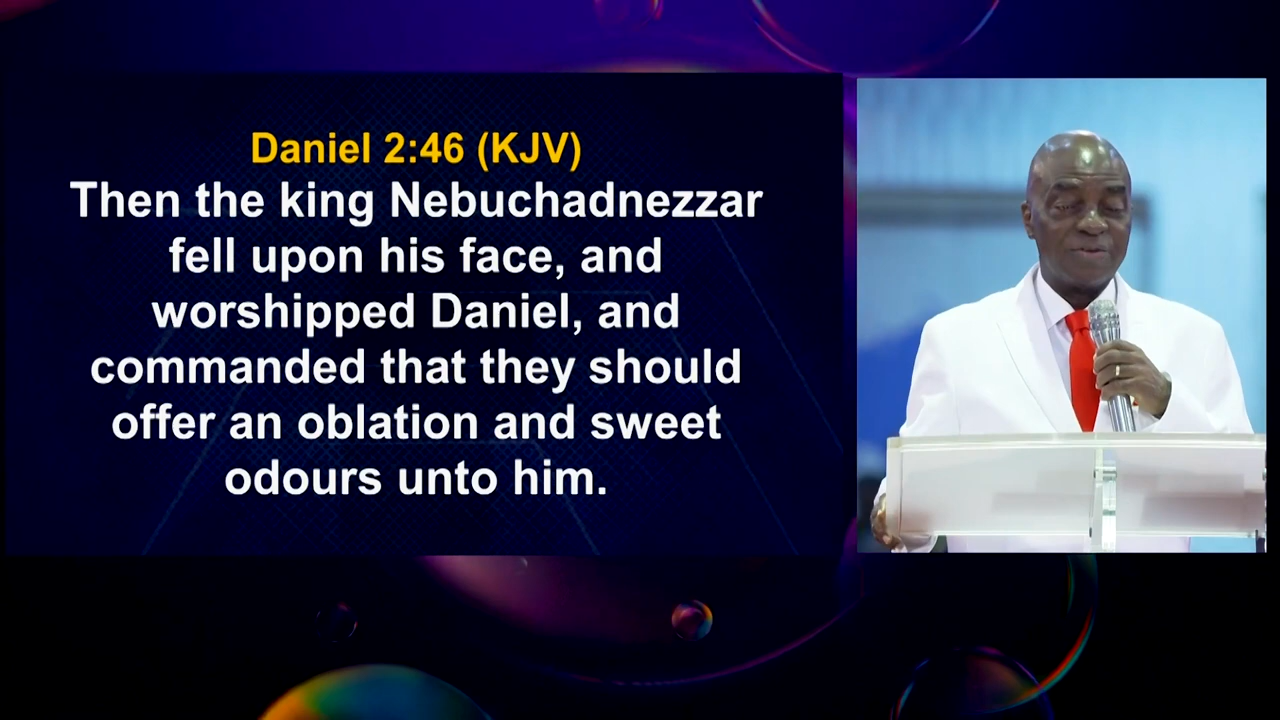 Daniel 2:46 (KJV)
Then the king Nebuchadnezzar
fell upon his face, and
worshipped Daniel, and
commanded that they should
offer an oblation and sweet
odours unto him.